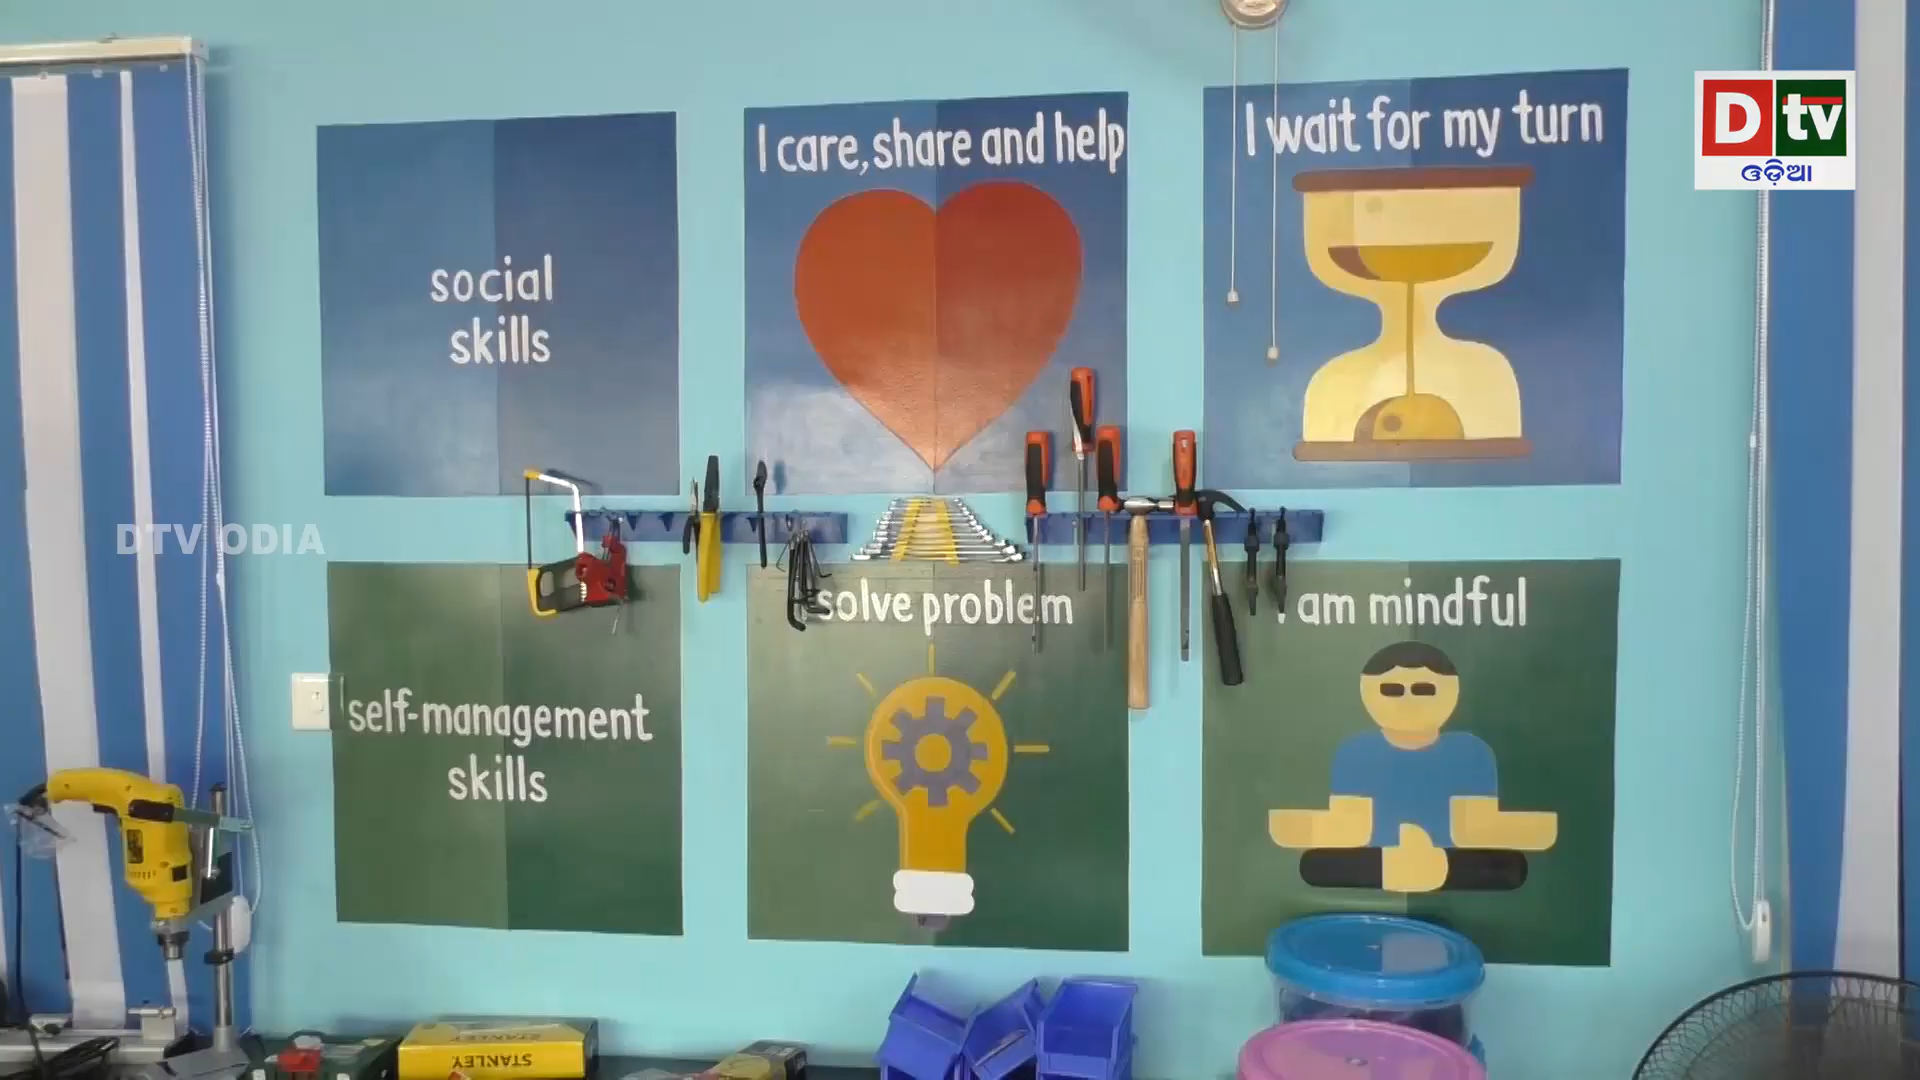 I care, share and help
I wait for my turn
D tv
ଓଡ଼ିଆ
social
skills
DTV ODIA
solve problem
am mindful
self-management
skills
STANLEY